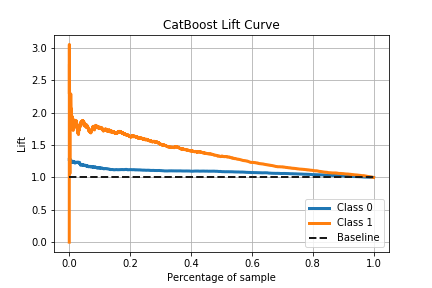 CatBoost Lift Curve
3.0
2.5
2.0
1.5
1.0
0.5
0.0
Lift
0.0 0.2 0.4 0.6 0.8 1.0
Percentage of sample
Class 0
Class 1
Baseline